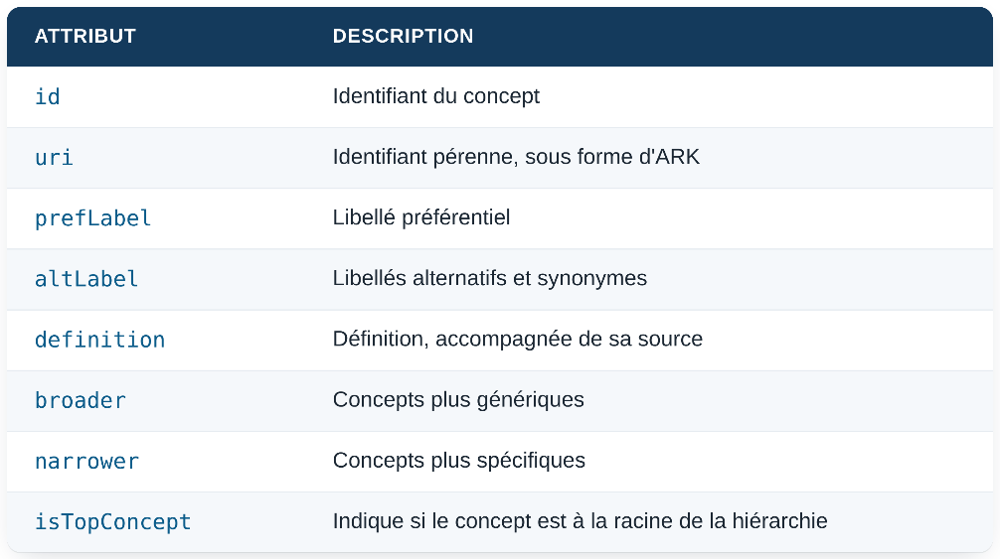 ATTRIBUT DESCRIPTION
id Identifiant du concept
uri Identifiant pérenne, sous forme d'ARK
prefLabel Libellé préférentiel
altLabel Libellés alternatifs et synonymes
definition Définition, accompagnée de sa source
broader Concepts plus génériques
narrower Concepts plus spécifiques
isTopConcept Indique si le concept est à la racine de la hiérarchie